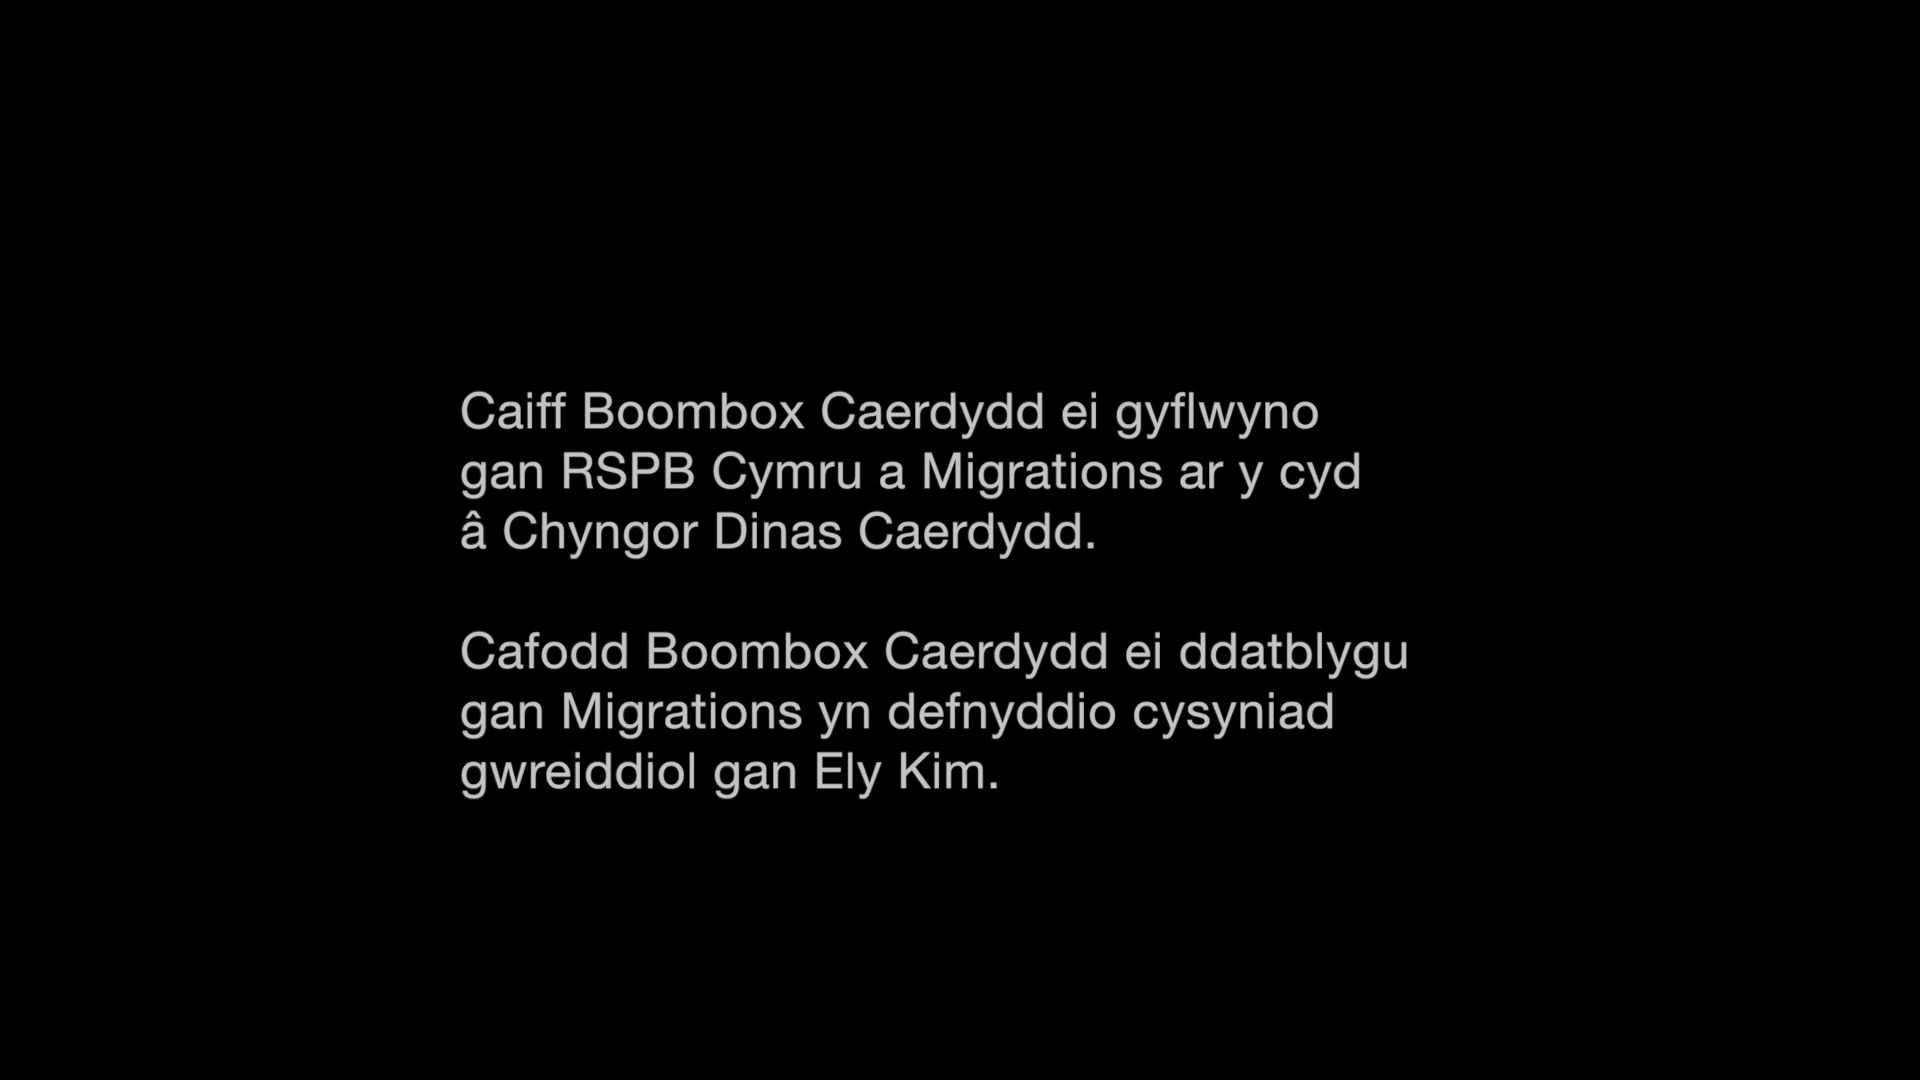 Caiff Boombox Caerdydd ei gyflwyno
gan RSPB Cymru a Migrations ar y cyd
â Chyngor Dinas Caerdydd.
Cafodd Boombox Caerdydd ei ddatblygu
gan Migrations yn defnyddio cysyniad
gwreiddiol gan Ely Kim.